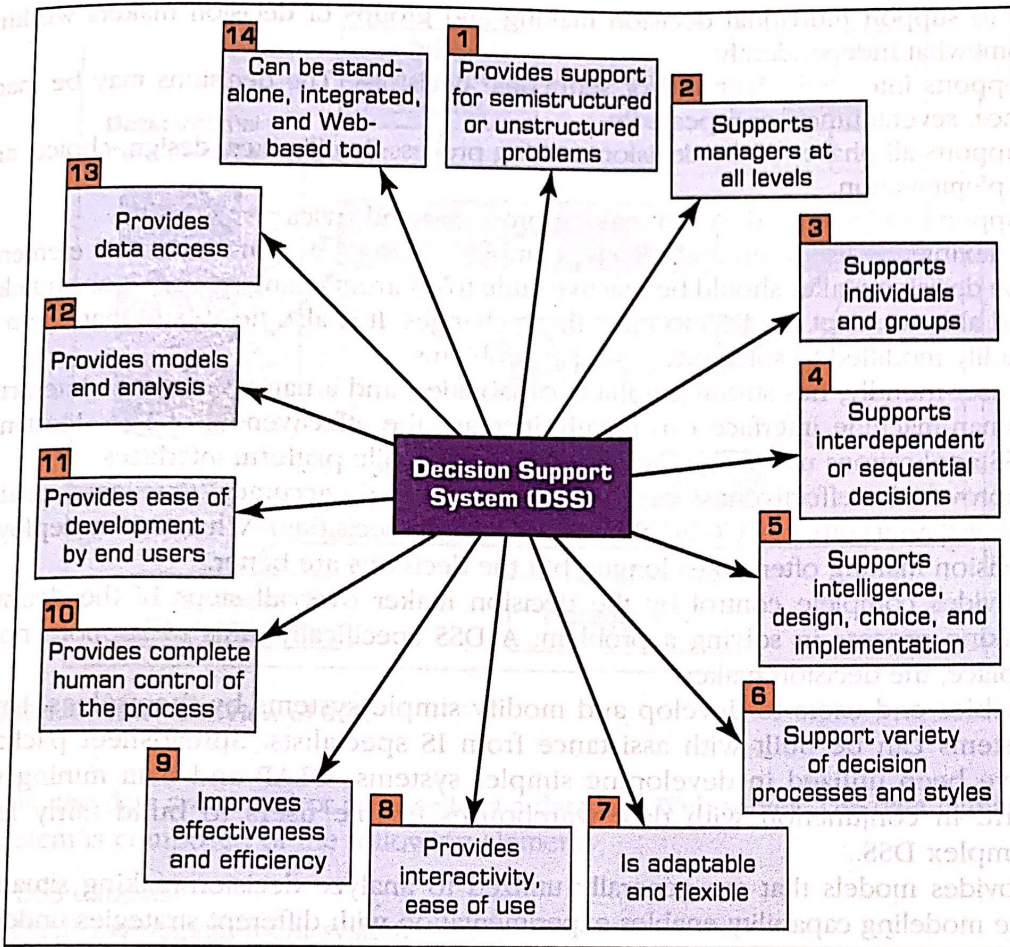 Decision Support
System (DSS)
1
Provides support
for semistructured
or unstructured
problems
2
Supports
managers at
all levels
3
Supports
individuals
and groups
4
Supports
interdependent
or sequential
decisions
5
Supports
intelligence,
design, choice, and
implementation
6
Support variety
of decision
processes and styles
7
Is adaptable
and flexible
8
Provides
interactivity,
ease of use
9
Improves
effectiveness
and efficiency
10
Provides complete
human control of
the process
11
Provides ease of
development
by end users
12
Provides models
and analysis
13
Provides
data access
14
Can be stand-
alone, integrated,
and Web-
based too